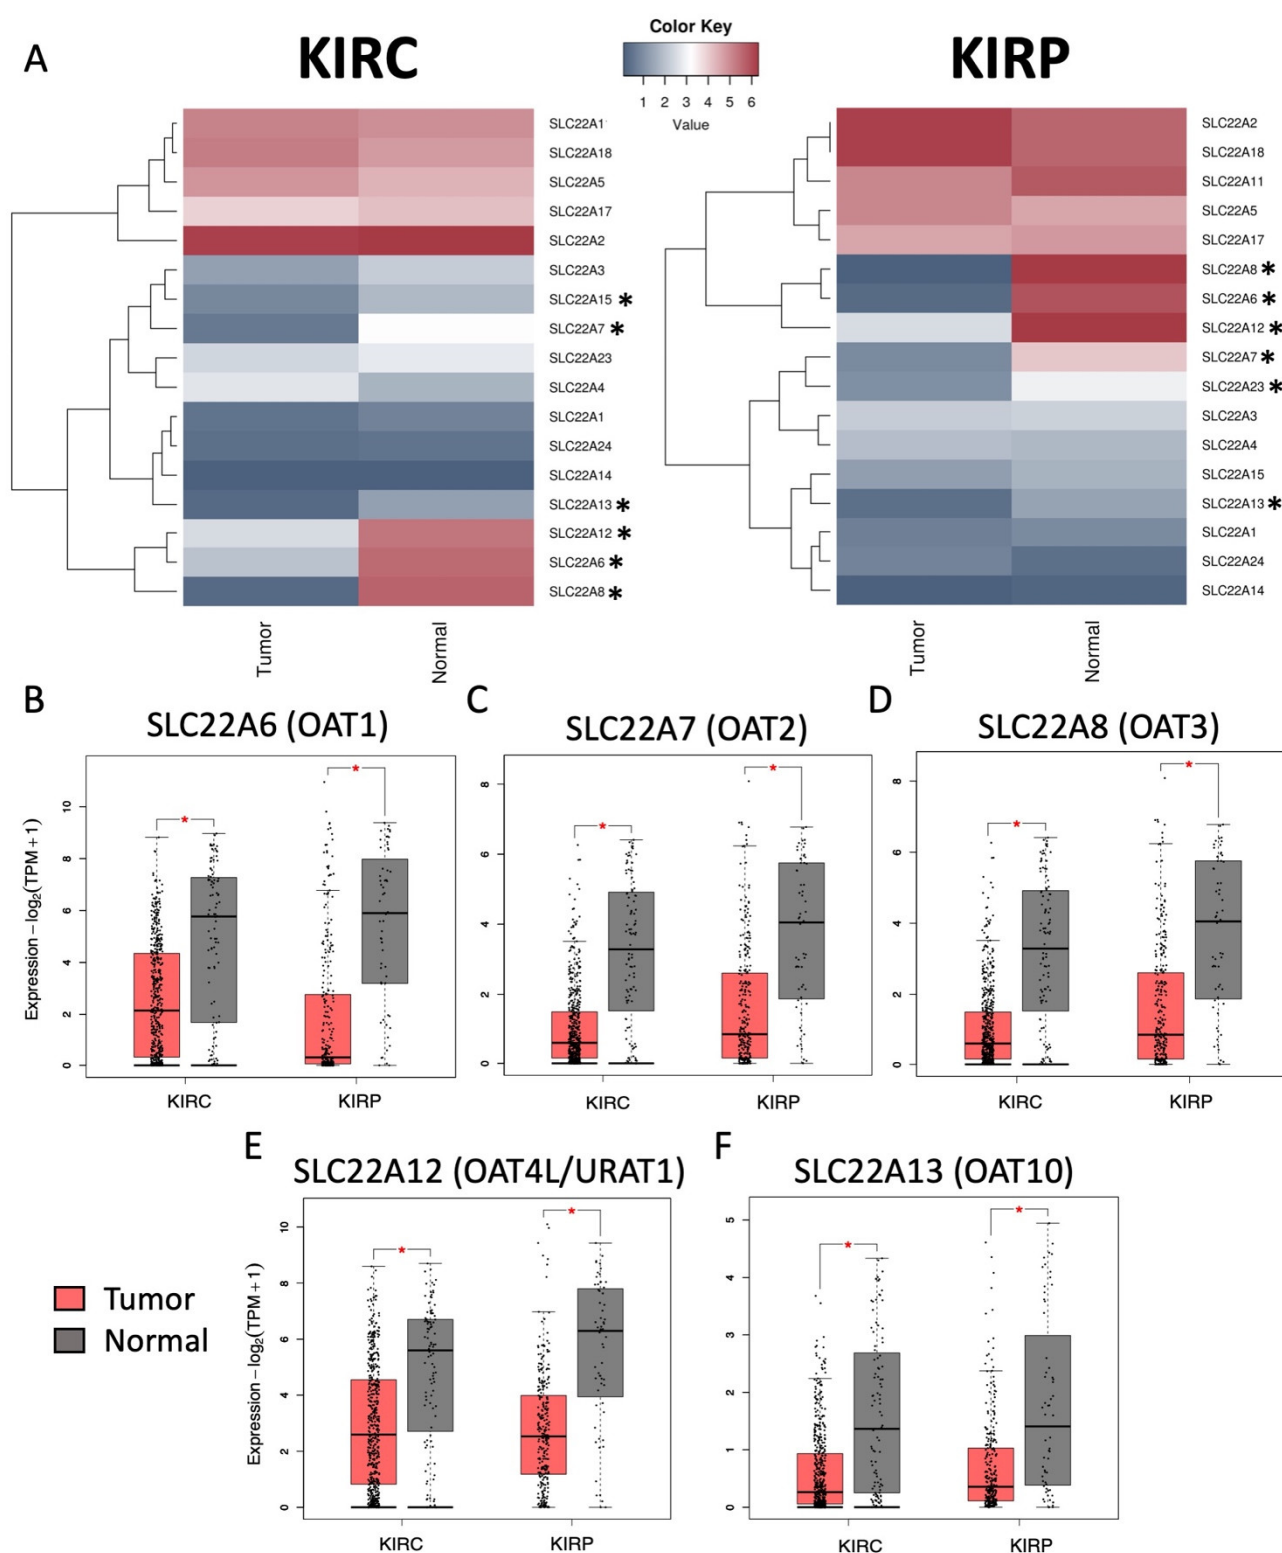 A
KIRC
Color Key
1 2 3 4 5 6
Value
KIRP
SLC22A1
SLC22A18
SLC22A5
SLC22A17
SLC22A2
SLC22A3
SLC22A15 *
SLC22A7 *
SLC22A23
SLC22A4
SLC22A1
SLC22A24
SLC22A14
SLC22A13 *
SLC22A12 *
SLC22A6 *
SLC22A8 *
Tumor
Normal
SLC22A2
SLC22A18
SLC22A11
SLC22A5
SLC22A17
SLC22A8 *
SLC22A6 *
SLC22A12 *
SLC22A7 *
SLC22A23 *
SLC22A3
SLC22A4
SLC22A15
SLC22A13 *
SLC22A1
SLC22A24
SLC22A14
Tumor
Normal
B
SLC22A6 (OAT1)
Expression − log₂(TPM + 1)
10
8
6
4
2
0
*
*
KIRC
KIRP
C
SLC22A7 (OAT2)
8
6
4
2
0
*
*
KIRC
KIRP
D
SLC22A8 (OAT3)
8
6
4
2
0
*
*
KIRC
KIRP
Tumor
Normal
E
SLC22A12 (OAT4L/URAT1)
Expression − log₂(TPM + 1)
10
8
6
4
2
0
*
*
KIRC
KIRP
F
SLC22A13 (OAT10)
5
4
3
2
1
0
*
*
KIRC
KIRP